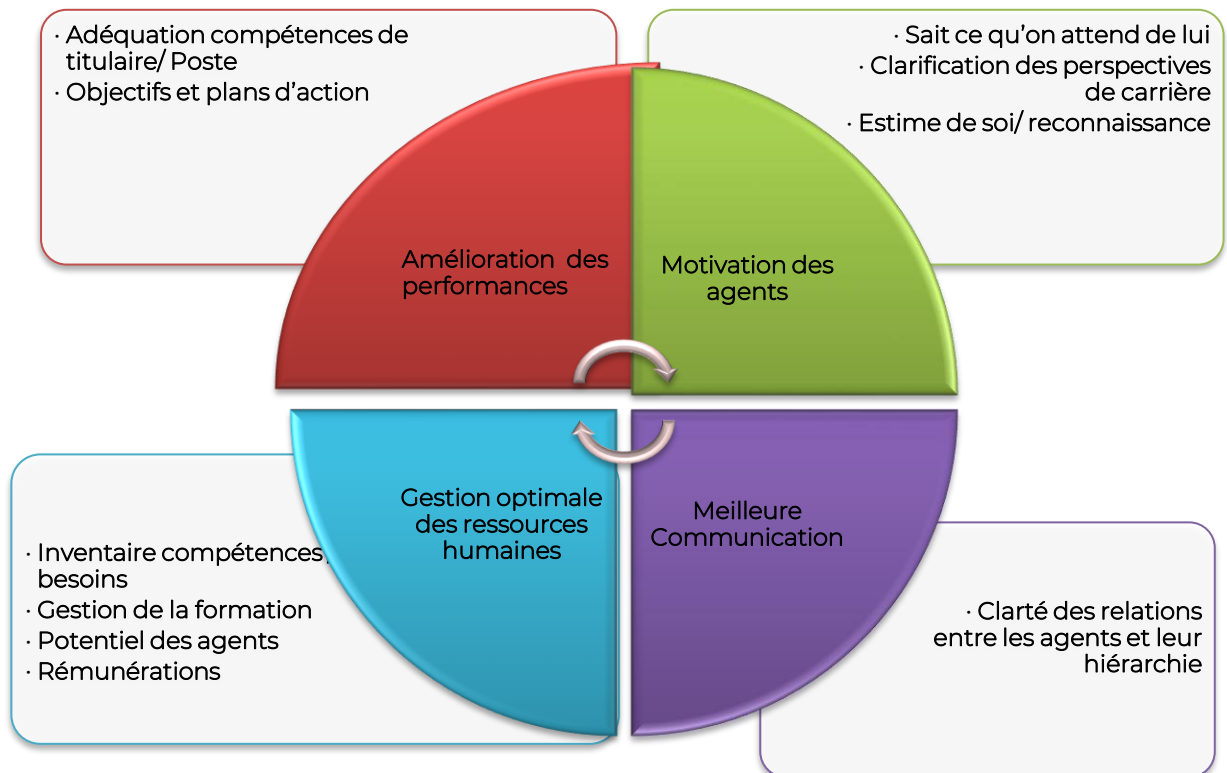 · Adéquation compétences de
titulaire/ Poste
· Objectifs et plans d’action
· Sait ce qu’on attend de lui
· Clarification des perspectives
de carrière
· Estime de soi/ reconnaissance
Amélioration des
performances
Motivation des
agents
Gestion optimale
des ressources
humaines
Meilleure
Communication
· Inventaire compétences,
besoins
· Gestion de la formation
· Potentiel des agents
· Rémunérations
· Clarté des relations
entre les agents et leur
hiérarchie